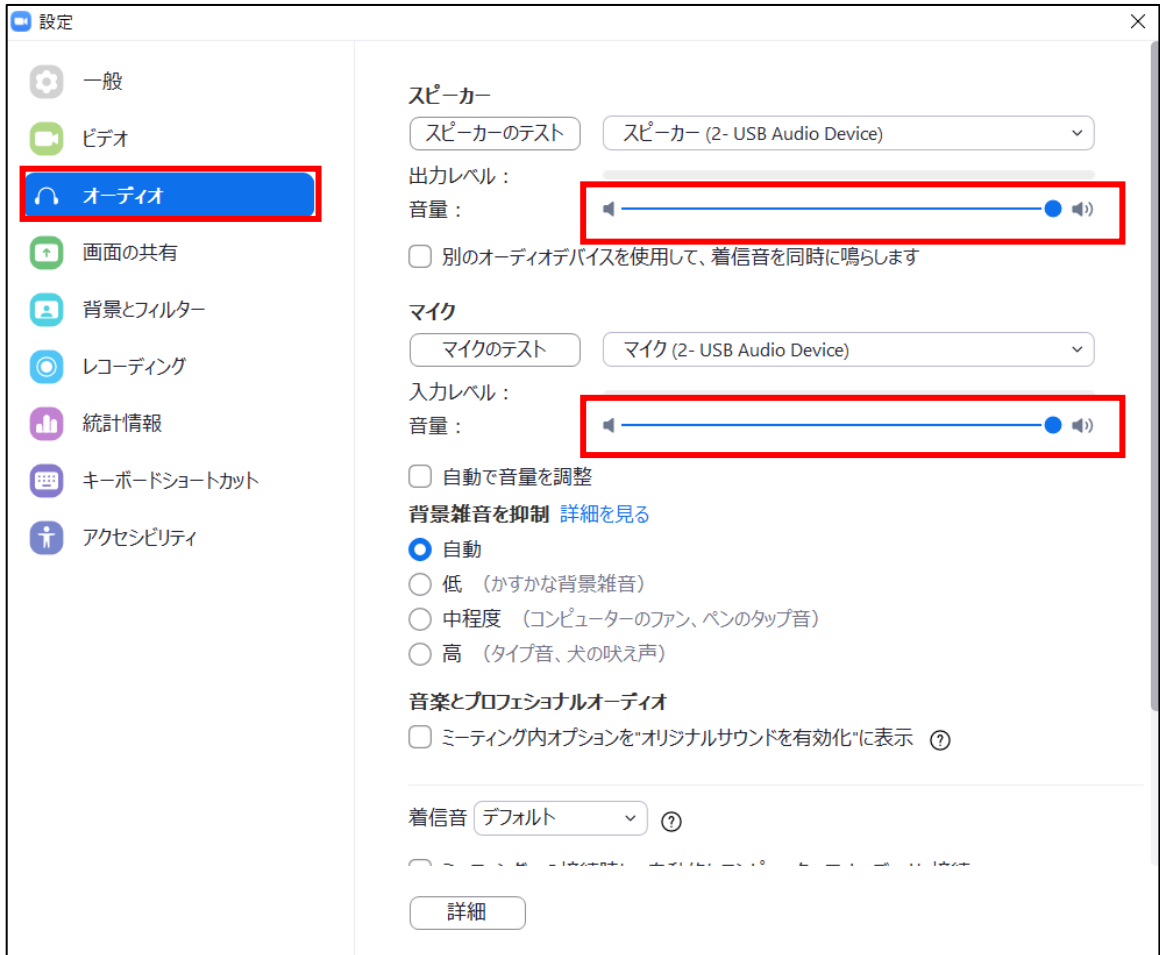 設定
一般
ビデオ
オーディオ
画面の共有
背景とフィルター
レコーディング
統計情報
キーボードショートカット
アクセシビリティ
スピーカー
スピーカーのテスト スピーカー (2- USB Audio Device)
出力レベル：
音量：
別のオーディオデバイスを使用して、着信音を同時に鳴らします
マイク
マイクのテスト マイク (2- USB Audio Device)
入力レベル：
音量：
自動で音量を調整
背景雑音を抑制 詳細を見る
自動
低 （かすかな背景雑音）
中程度 （コンピューターのファン、ペンのタップ音）
高 （タイプ音、犬の吠え声）
音楽とプロフェショナルオーディオ
ミーティング内オプションを"オリジナルサウンドを有効化"に表示
着信音 デフォルト
詳細